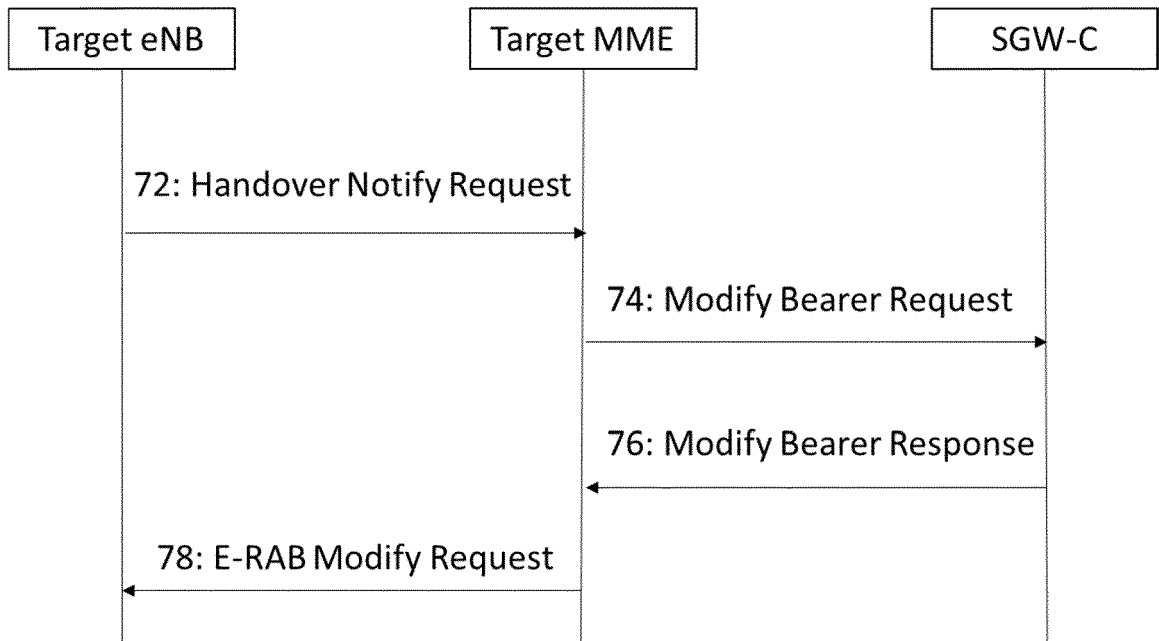 Target eNB
Target MME
SGW-C
72: Handover Notify Request
74: Modify Bearer Request
76: Modify Bearer Response
78: E-RAB Modify Request